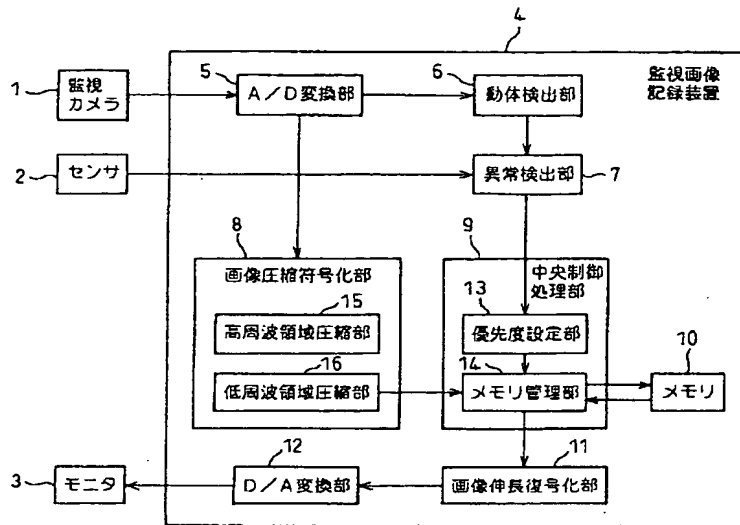 4
監視画像
記録装置
1
監視
カメラ
5
A/D変換部
6
動体検出部
2
センサ
異常検出部
7
8
画像圧縮符号化部
15
高周波領域圧縮部
16
低周波領域圧縮部
9
中央制御
処理部
13
優先度設定部
14
メモリ管理部
10
メモリ
3
モニタ
12
D/A変換部
11
画像伸長復号化部